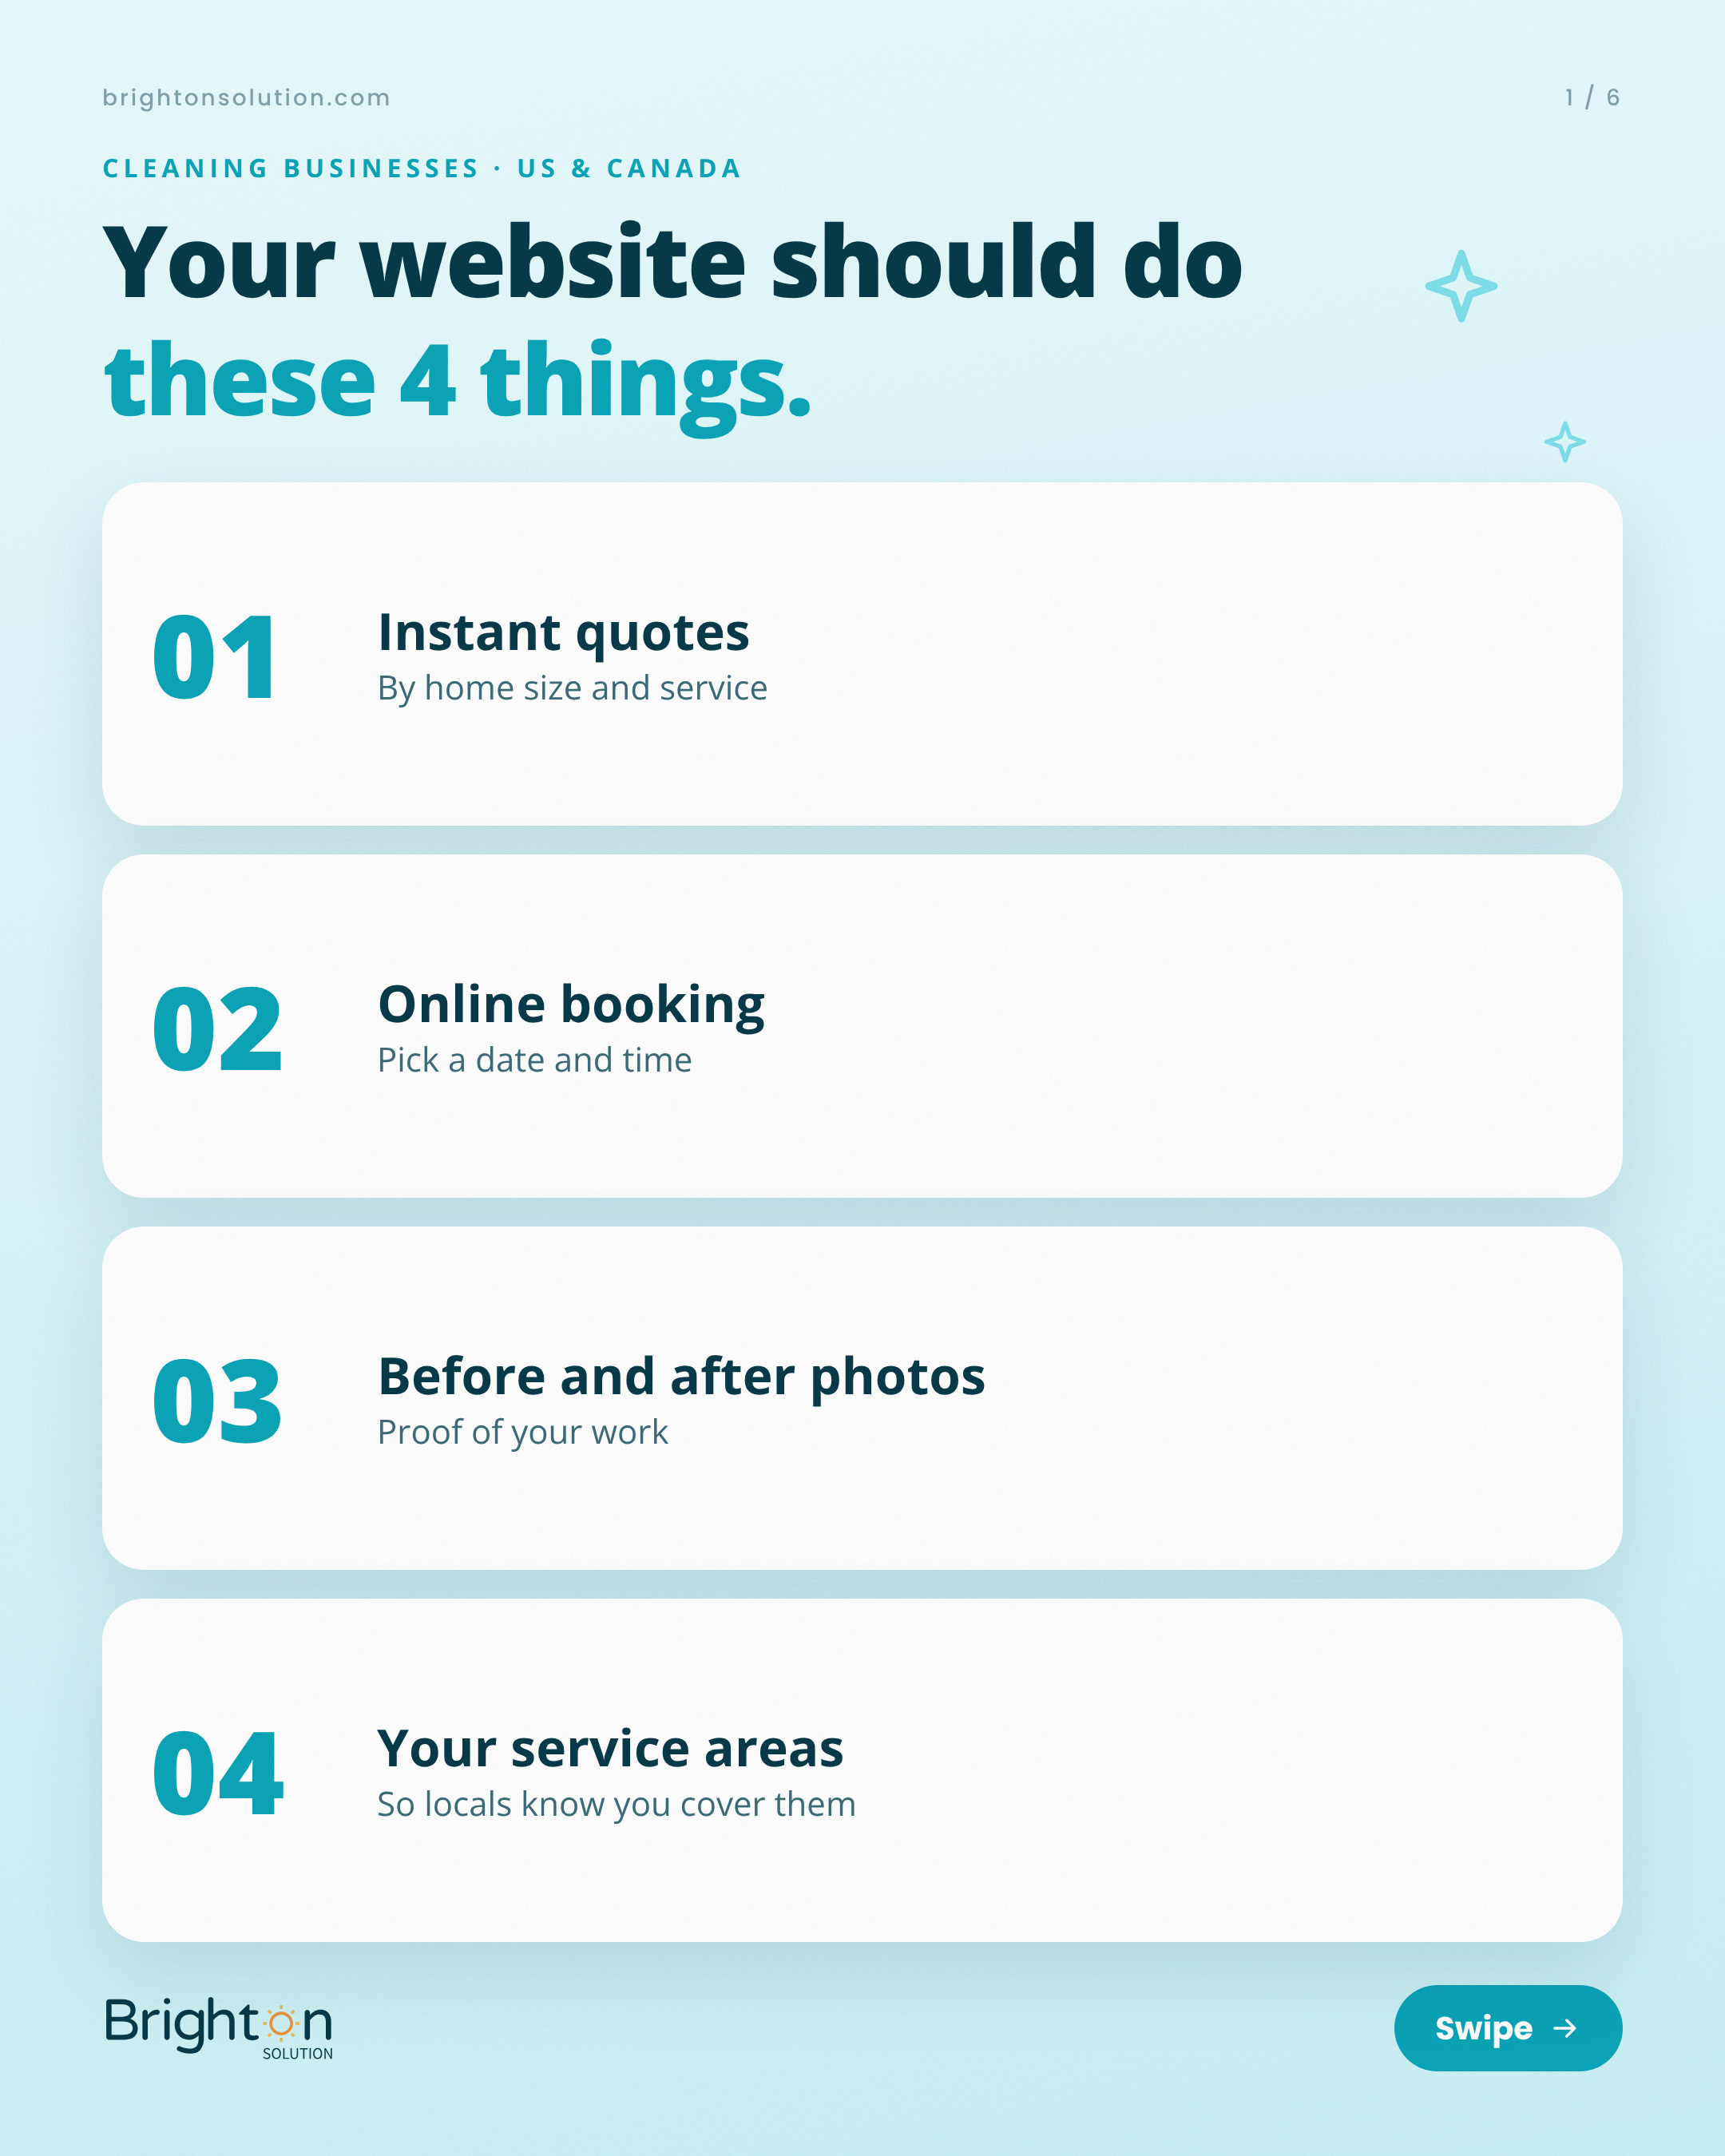 brightonsolution.com
1 / 6
CLEANING BUSINESSES · US & CANADA
Your website should do
these 4 things.
01
Instant quotes
By home size and service
02
Online booking
Pick a date and time
03
Before and after photos
Proof of your work
04
Your service areas
So locals know you cover them
Brighton
SOLUTION
Swipe →